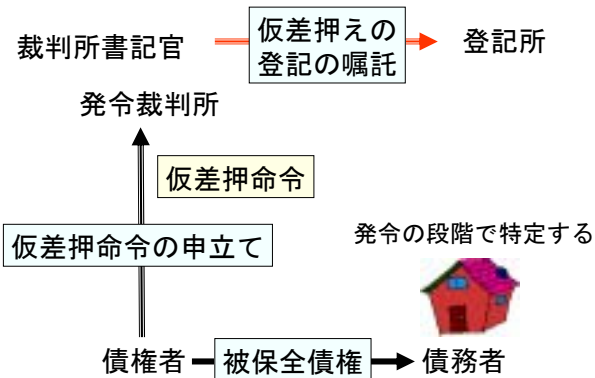 裁判所書記官
仮差押えの
登記の嘱託
登記所
発令裁判所
仮差押命令
仮差押命令の申立て
発令の段階で特定する
債権者
被保全債権
債務者